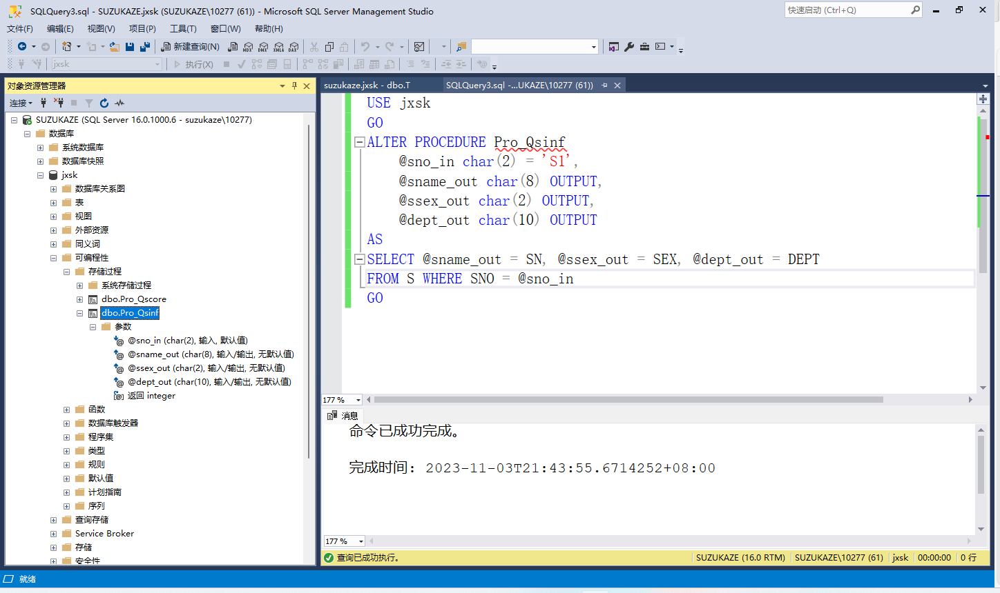 SQLQuery3.sql - SUZUKAZE.jxsk (SUZUKAZE\10277 (61)) - Microsoft SQL Server Management Studio
快速启动 (Ctrl+Q)
文件(F) 编辑(E) 视图(V) 项目(P) 工具(T) 窗口(W) 帮助(H)
新建查询(N) MDX DMX XMLA DAX
jxsk 执行(X)
对象资源管理器
连接
SUZUKAZE (SQL Server 16.0.1000.6 - suzukaze\10277)
数据库
系统数据库
数据库快照
jxsk
数据库关系图
表
视图
外部资源
同义词
可编程性
存储过程
系统存储过程
dbo.Pro_Qscore
dbo.Pro_Qsinf
参数
@sno_in (char(2), 输入, 默认值)
@sname_out (char(8), 输入/输出, 无默认值)
@ssex_out (char(2), 输入/输出, 无默认值)
@dept_out (char(10), 输入/输出, 无默认值)
返回 integer
函数
数据库触发器
程序集
类型
规则
默认值
计划指南
序列
查询存储
Service Broker
存储
安全性
suzukaze.jxsk - dbo.T
SQLQuery3.sql -...UKAZE\10277 (61))
USE jxsk
GO
ALTER PROCEDURE Pro_Qsinf
@sno_in char(2) = 'S1',
@sname_out char(8) OUTPUT,
@ssex_out char(2) OUTPUT,
@dept_out char(10) OUTPUT
AS
SELECT @sname_out = SN, @ssex_out = SEX, @dept_out = DEPT
FROM S WHERE SNO = @sno_in
GO
177 %
消息
命令已成功完成。
完成时间: 2023-11-03T21:43:55.6714252+08:00
177 %
查询已成功执行。
SUZUKAZE (16.0 RTM) SUZUKAZE\10277 (61) jxsk 00:00:00 0 行
就绪